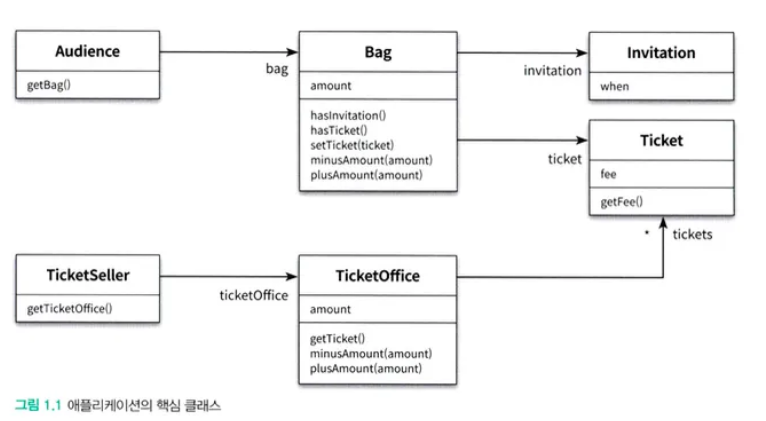 Audience
getBag()
bag
Bag
amount
hasInvitation()
hasTicket()
setTicket(ticket)
minusAmount(amount)
plusAmount(amount)
invitation
Invitation
when
ticket
Ticket
fee
getFee()
* tickets
TicketSeller
getTicketOffice()
ticketOffice
TicketOffice
amount
getTicket()
minusAmount(amount)
plusAmount(amount)
그림 1.1 애플리케이션의 핵심 클래스